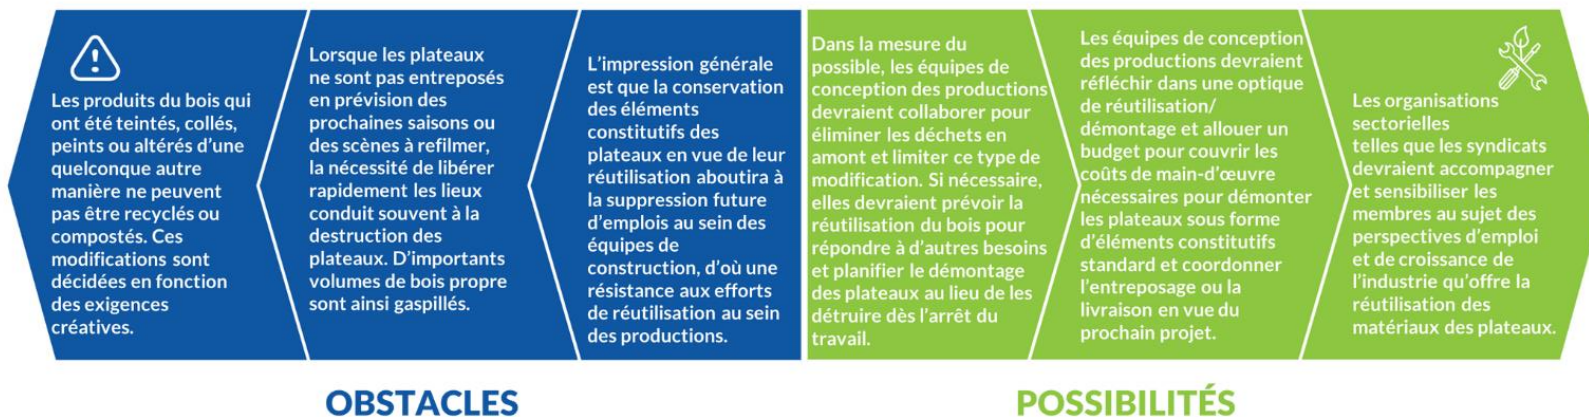 Les produits du bois qui
ont été teintés, collés,
peints ou altérés d'une
quelconque autre
manière ne peuvent
pas être recyclés ou
compostés. Ces
modifications sont
décidées en fonction
des exigences
créatives.
Lorsque les plateaux
ne sont pas entreposés
en prévision des
prochaines saisons ou
des scènes à refilmer,
la nécessité de libérer
rapidement les lieux
conduit souvent à la
destruction des
plateaux. D'importants
volumes de bois propre
sont ainsi gaspillés.
L'impression générale
est que la conservation
des éléments
constitutifs des
plateaux en vue de leur
réutilisation aboutira à
la suppression future
d'emplois au sein des
équipes de
construction, d'où une
résistance aux efforts
de réutilisation au sein
des productions.
Dans la mesure du
possible, les équipes de
conception des productions
devraient collaborer pour
éliminer les déchets en
amont et limiter ce type de
modification. Si nécessaire,
elles devraient prévoir la
réutilisation du bois pour
répondre à d'autres besoins
et planifier le démontage
des plateaux au lieu de les
détruire dès l'arrêt du
travail.
Les équipes de conception
des productions devraient
réfléchir dans une optique
de réutilisation/
démontage et allouer un
budget pour couvrir les
coûts de main-d'œuvre
nécessaires pour démonter
les plateaux sous forme
d'éléments constitutifs
standard et coordonner
l'entreposage ou la
livraison en vue du
prochain projet.
Les organisations
sectorielles
telles que les syndicats
devraient accompagner
et sensibiliser les
membres au sujet des
perspectives d'emploi
et de croissance de
l'industrie qu'offre la
réutilisation des
matériaux des plateaux.
OBSTACLES
POSSIBILITÉS